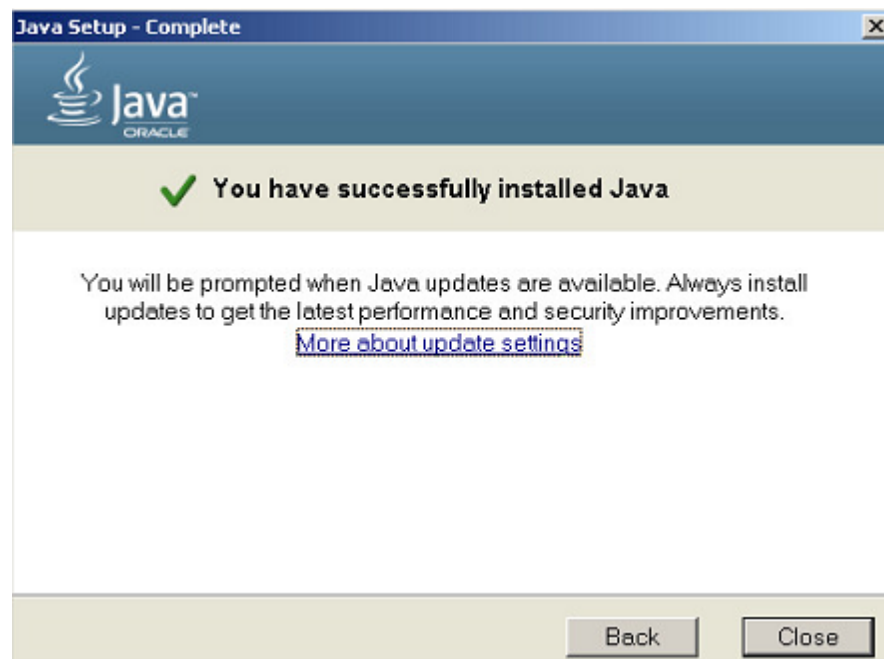 Java Setup - Complete
Java™
ORACLE
You have successfully installed Java
You will be prompted when Java updates are available. Always install
updates to get the latest performance and security improvements.
More about update settings
Back
Close